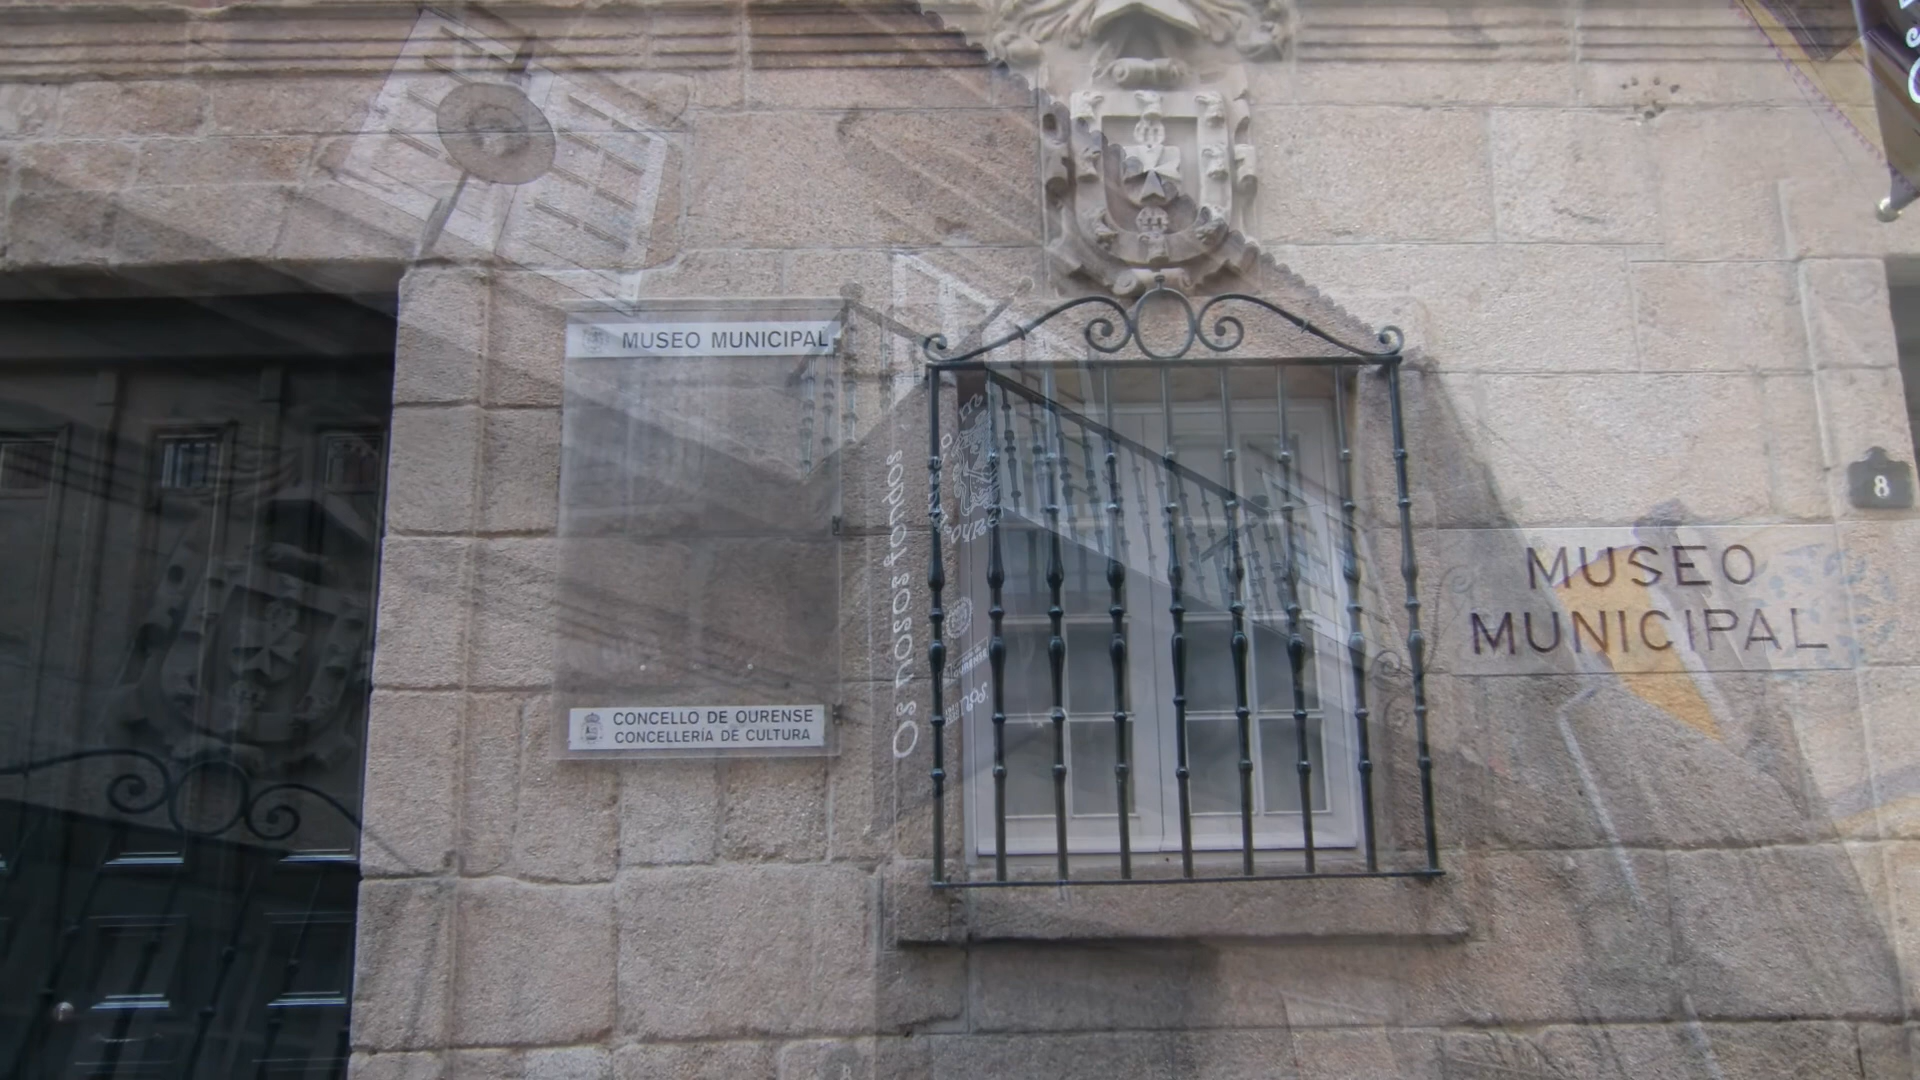 MUSEO MUNICIPAL
CONCELLO DE OURENSE
CONCELLERÍA DE CULTURA
Os nosos fondos
MUSEO
MUNICIPAL
8